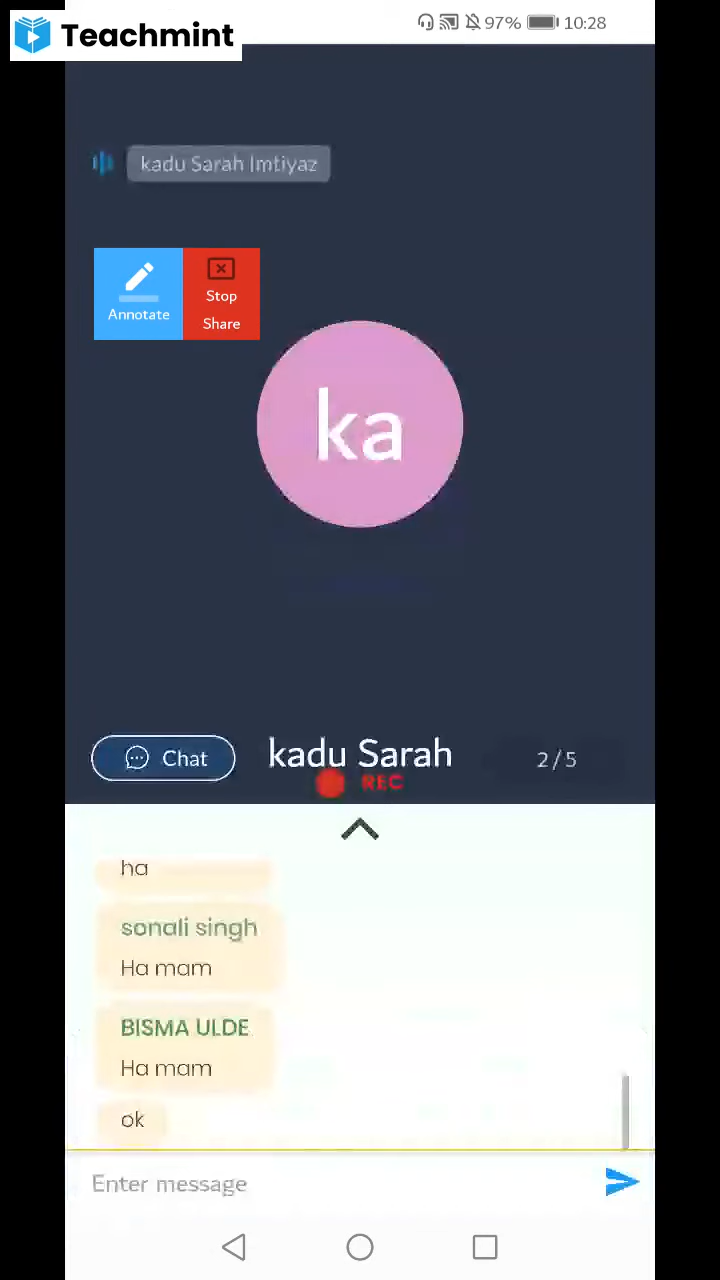 Teachmint
97% 10:28
kadu Sarah Imtiyaz
Annotate
Stop
Share
ka
Chat
kadu Sarah
2/5
REC
ha
sonali singh
Ha mam
BISMA ULDE
Ha mam
ok
Enter message